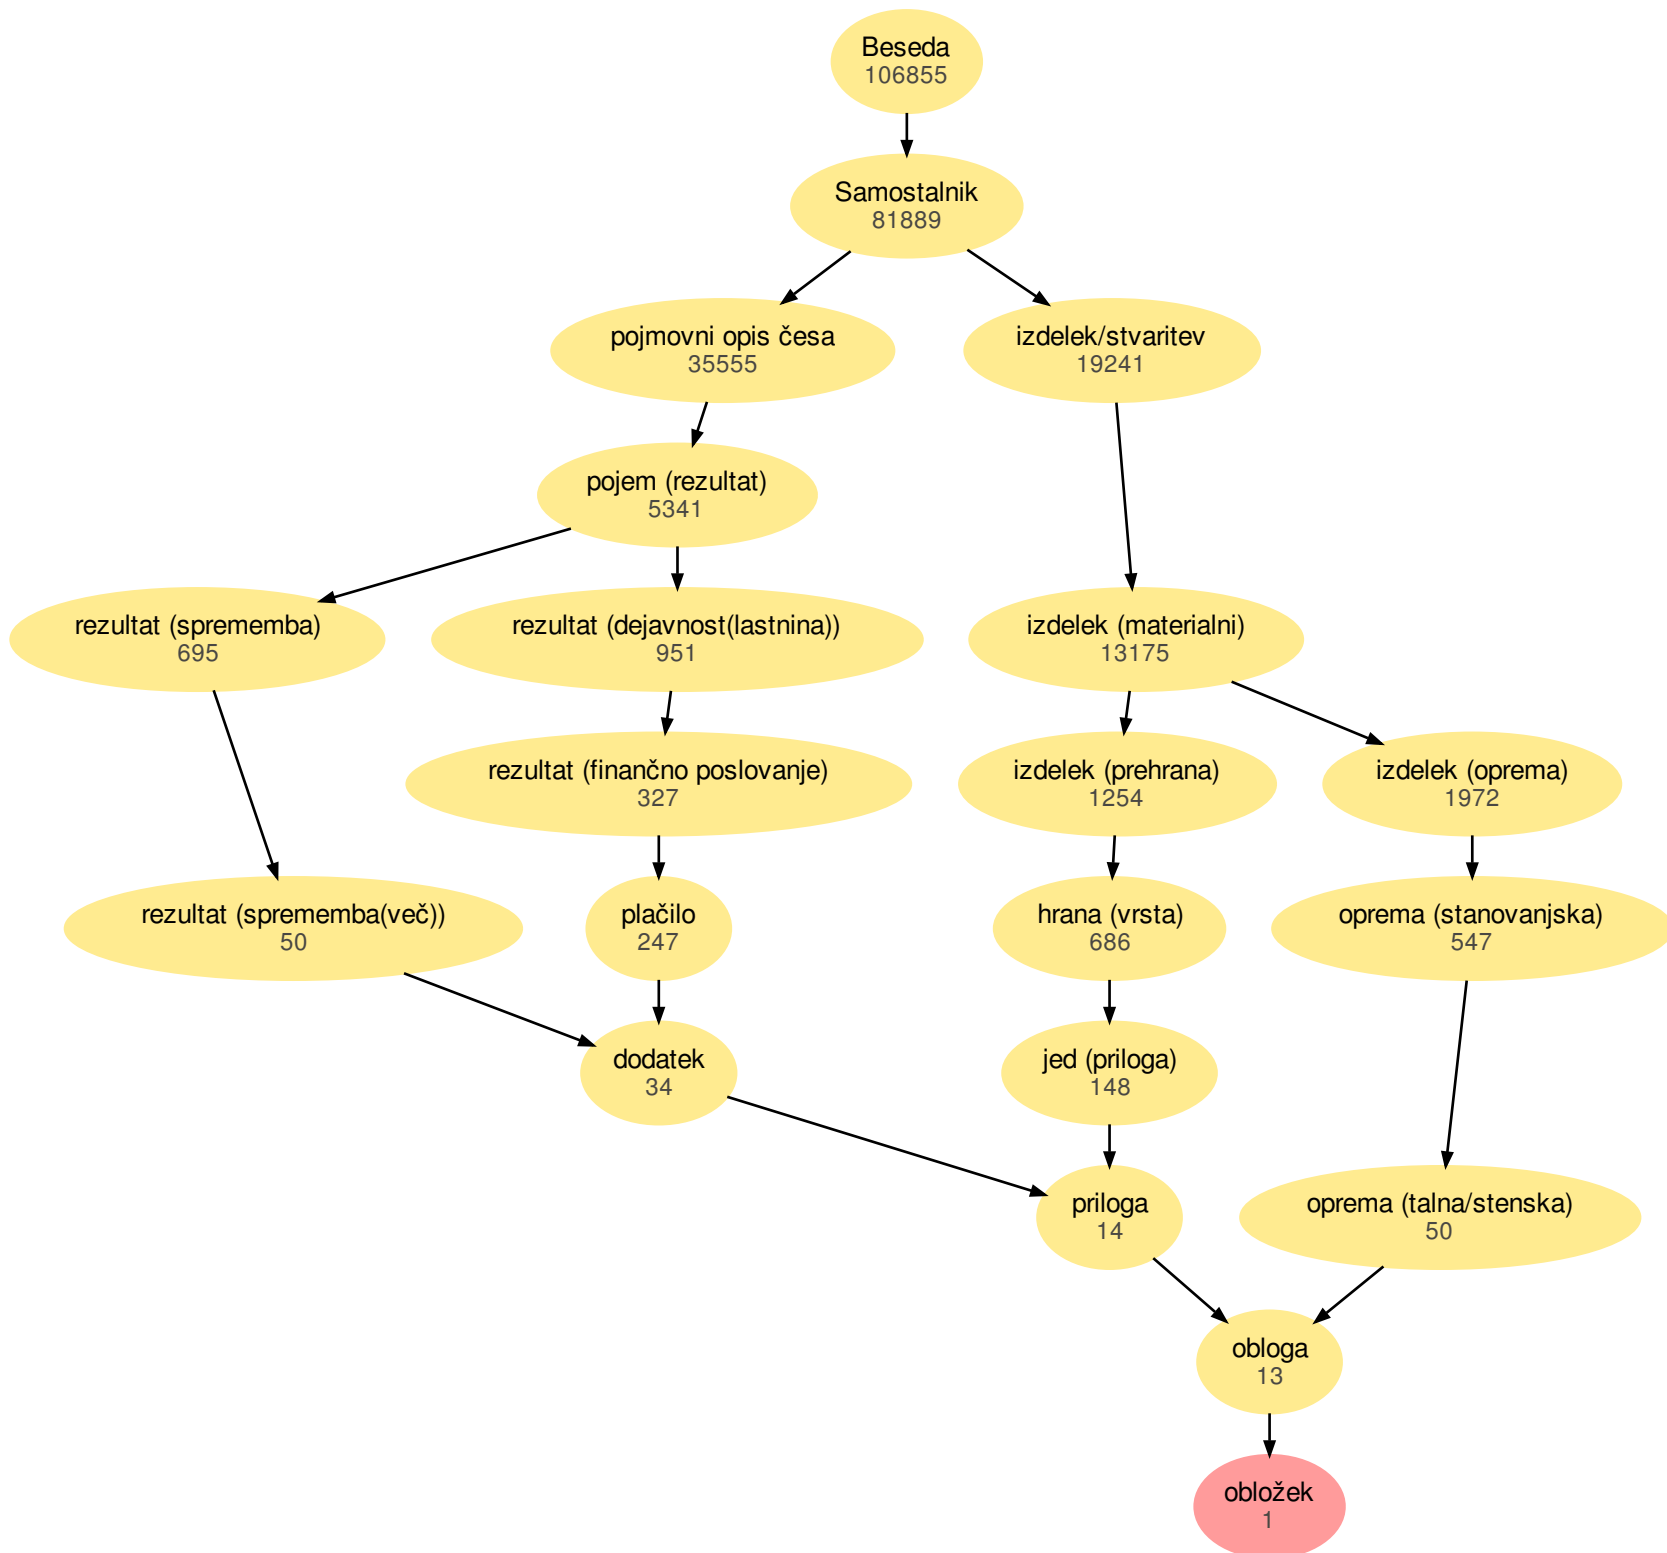 Beseda
106855
Samostalnik
81889
pojmovni opis česa
35555
izdelek/stvaritev
19241
pojem (rezultat)
5341
rezultat (sprememba)
695
rezultat (dejavnost(lastnina))
951
izdelek (materialni)
13175
rezultat (finančno poslovanje)
327
izdelek (prehrana)
1254
izdelek (oprema)
1972
rezultat (sprememba(več))
50
plačilo
247
hrana (vrsta)
686
oprema (stanovanjska)
547
dodatek
34
jed (priloga)
148
priloga
14
oprema (talna/stenska)
50
obloga
13
obložek
1